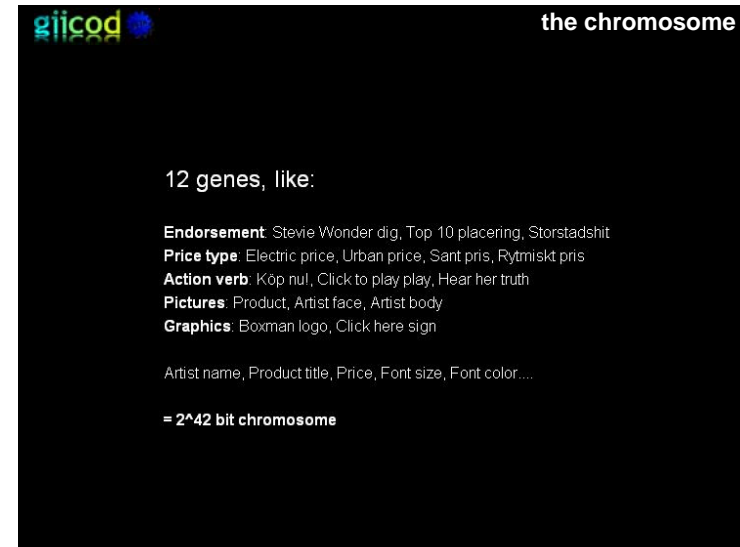 giicod
the chromosome
12 genes, like:
Endorsement: Stevie Wonder dig, Top 10 placering, Storstadshit
Price type: Electric price, Urban price, Sant pris, Rytmiskt pris
Action verb: Köp nu!, Click to play play, Hear her truth
Pictures: Product, Artist face, Artist body
Graphics: Boxman logo, Click here sign
Artist name, Product title, Price, Font size, Font color....
= 2^42 bit chromosome